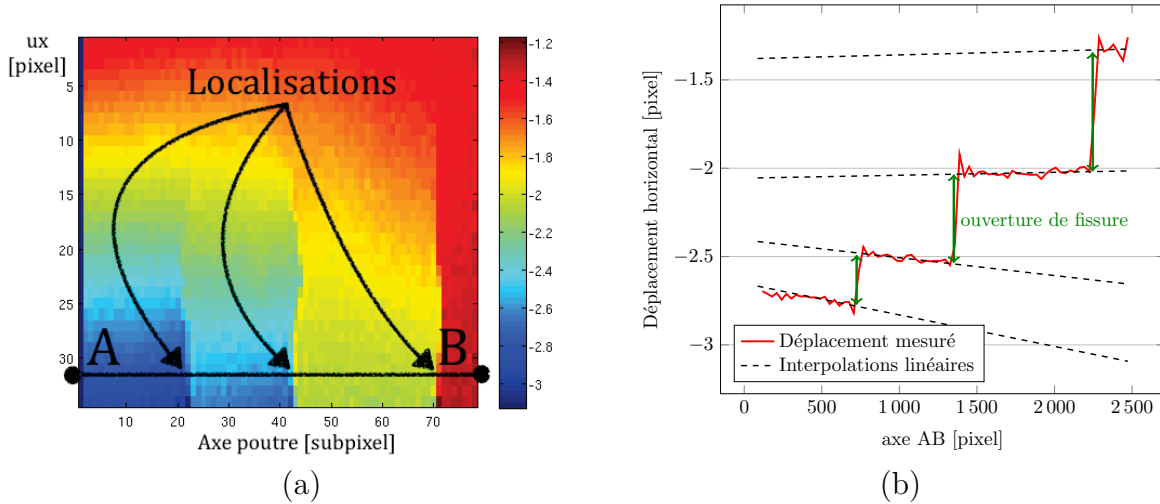 ux
[pixel]
Localisations
A
B
5
10
15
20
25
30
10 20 30 40 50 60 70
Axe poutre [subpixel]
-1.2
-1.4
-1.6
-1.8
-2
-2.2
-2.4
-2.6
-2.8
-3
(a)
Déplacement horizontal [pixel]
−1.5
−2
−2.5
−3
ouverture de fissure
Déplacement mesuré
Interpolations linéaires
0 500 1 000 1 500 2 000 2 500
axe AB [pixel]
(b)